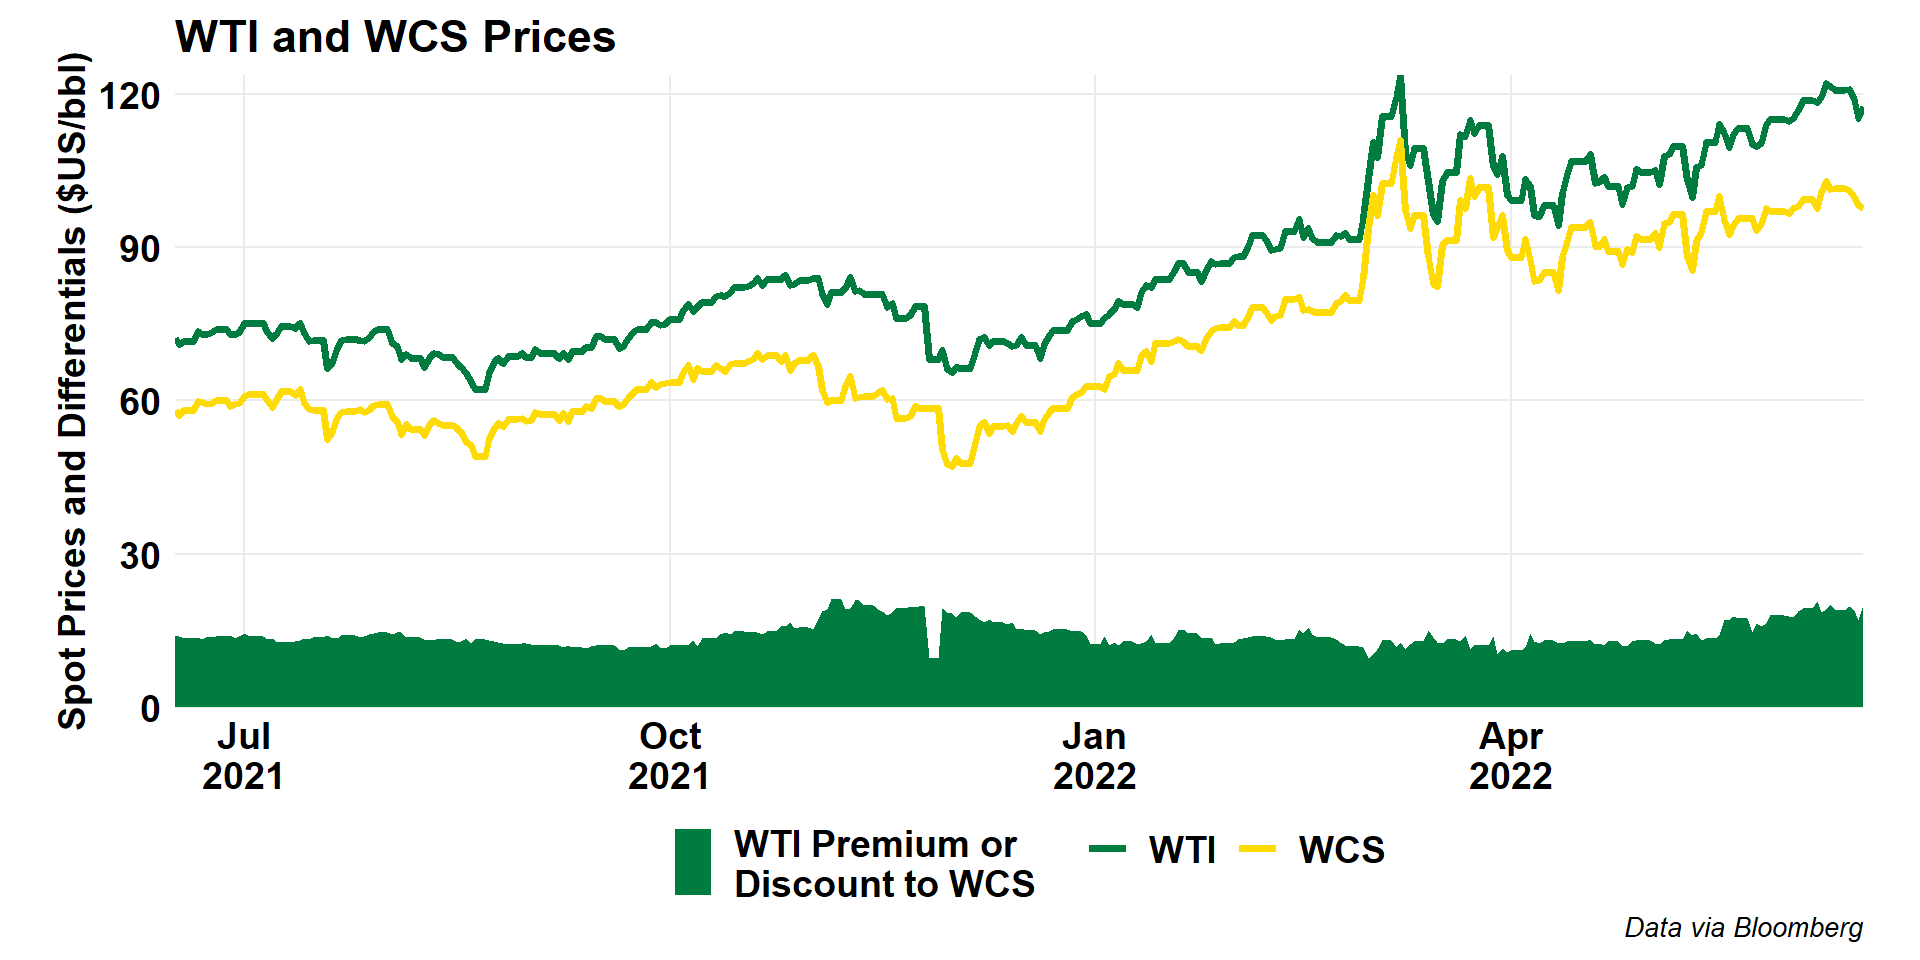 WTI and WCS Prices
Spot Prices and Differentials ($US/bbl)
120
90
60
30
0
Jul
2021
Oct
2021
Jan
2022
Apr
2022
WTI Premium or
Discount to WCS
WTI
WCS
Data via Bloomberg